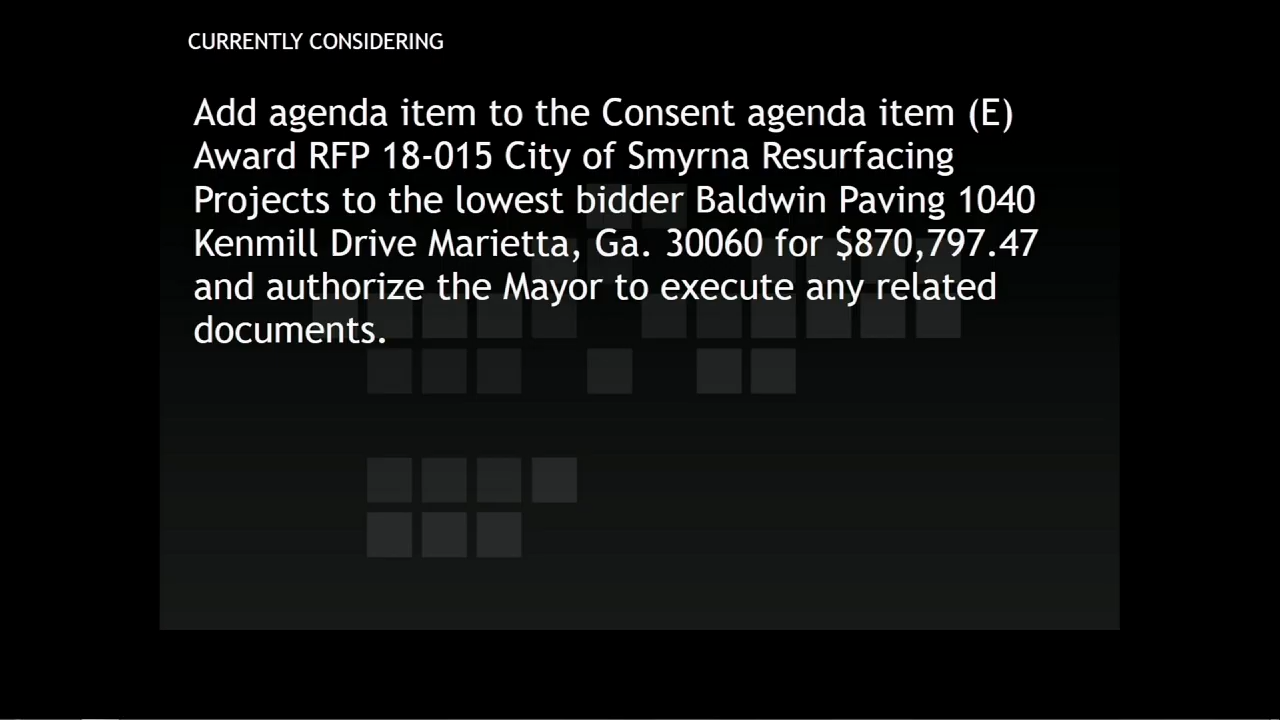 CURRENTLY CONSIDERING
Add agenda item to the Consent agenda item (E)
Award RFP 18-015 City of Smyrna Resurfacing
Projects to the lowest bidder Baldwin Paving 1040
Kenmill Drive Marietta, Ga. 30060 for $870,797.47
and authorize the Mayor to execute any related
documents.